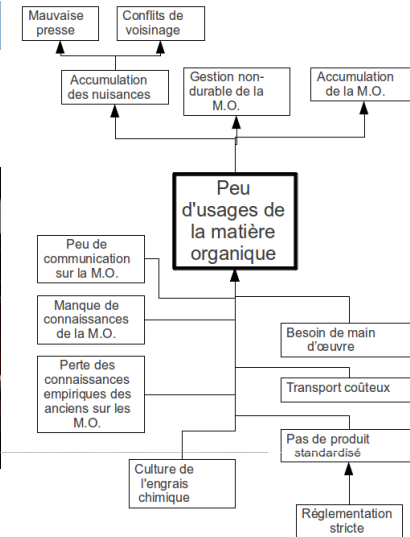 Mauvaise
presse
Conflits de
voisinage
Accumulation
des nuisances
Gestion non-
durable de la
M.O.
Accumulation
de la M.O.
Peu
d'usages de
la matière
organique
Peu de
communication
sur la M.O.
Manque de
connaissances
de la M.O.
Perte des
connaissances
empiriques des
anciens sur les
M.O.
Culture de
l'engrais
chimique
Besoin de main
d'œuvre
Transport coûteux
Pas de produit
standardisé
Réglementation
stricte